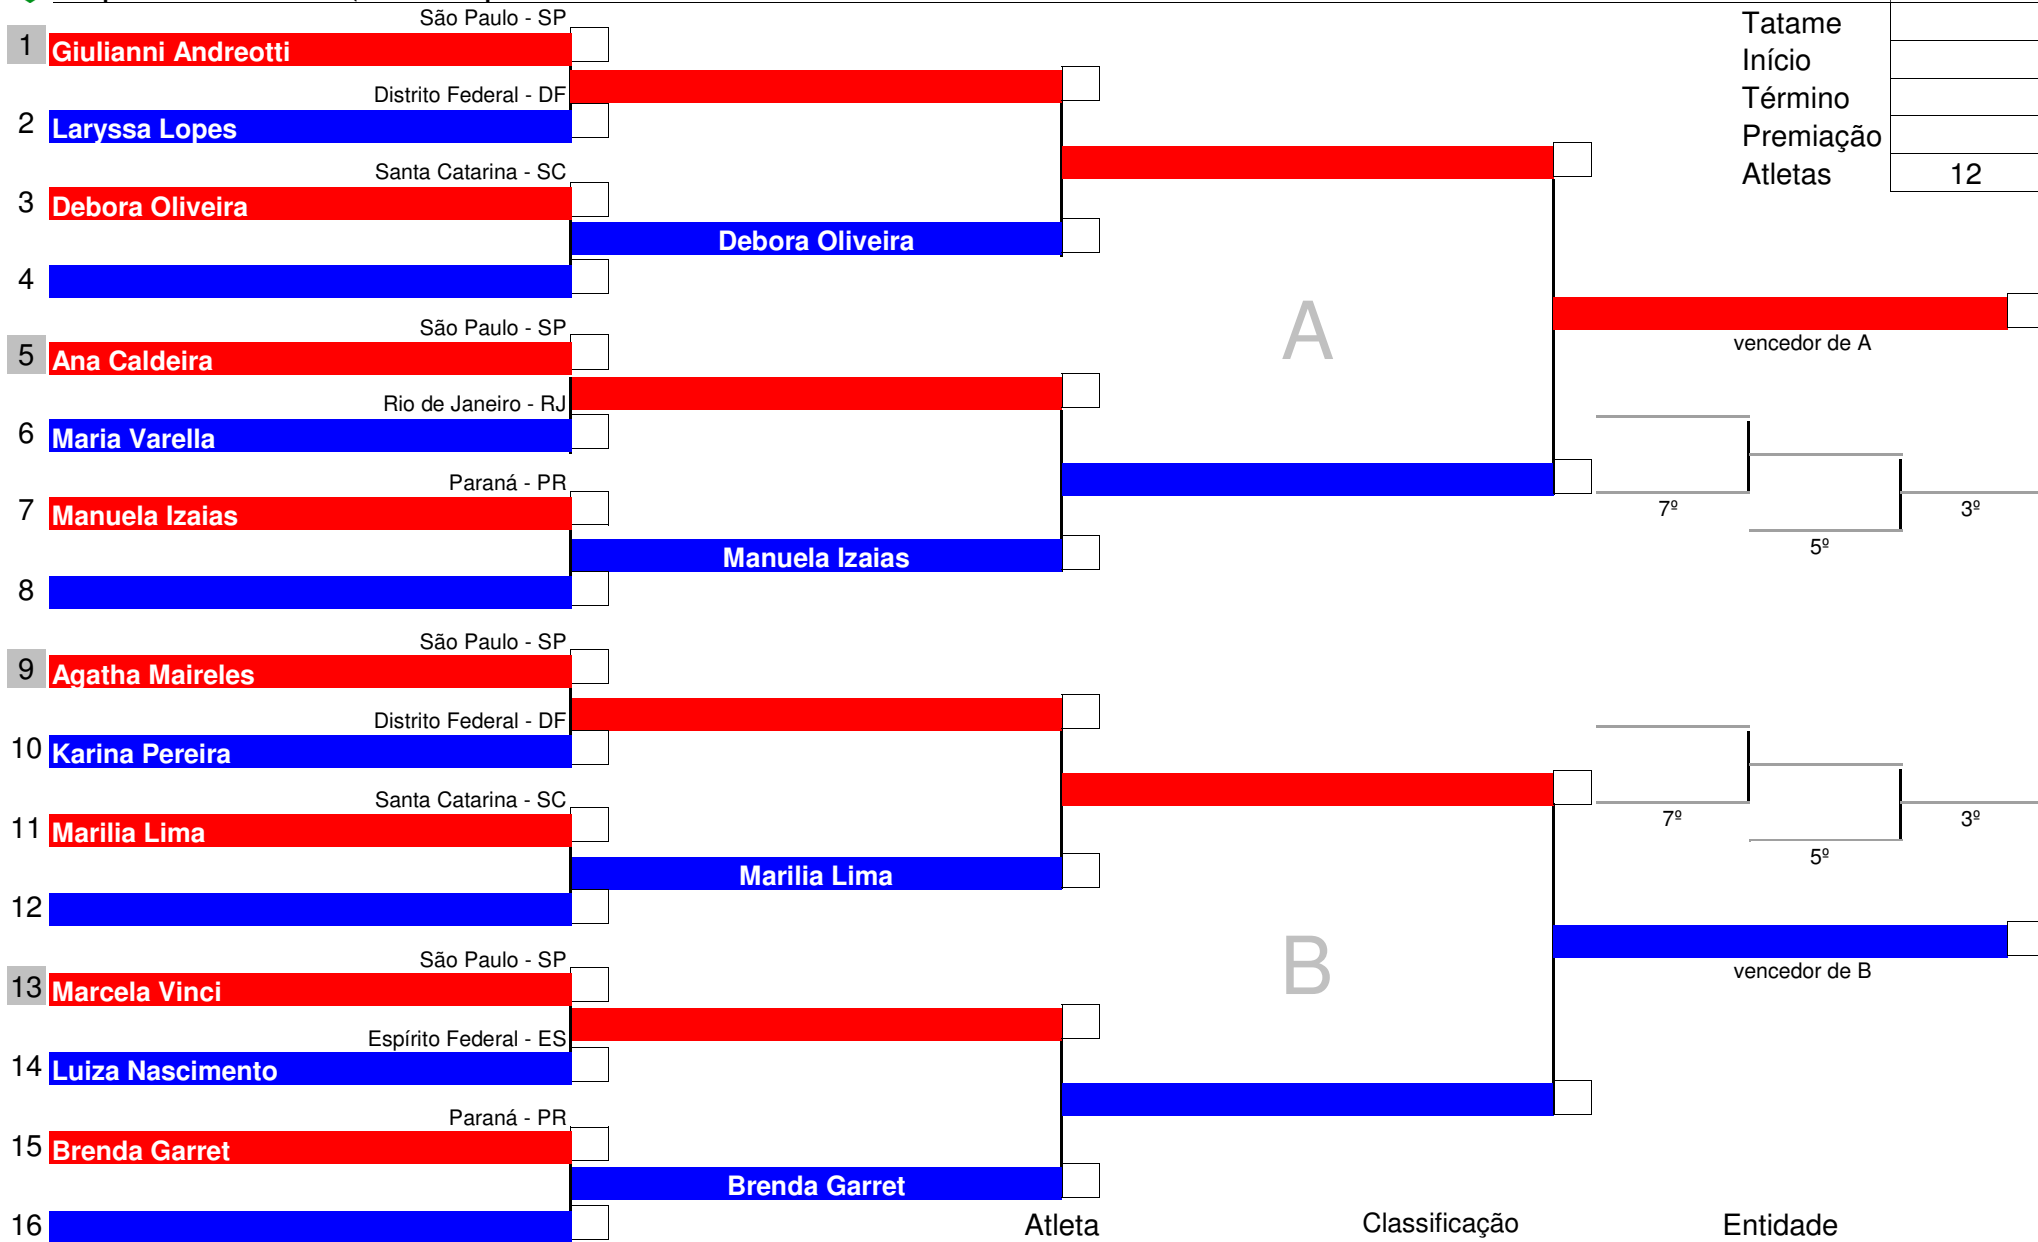 São Paulo - SP
1 Giulianni Andreotti
Distrito Federal - DF
2 Laryssa Lopes
Santa Catarina - SC
3 Debora Oliveira
Debora Oliveira
4
São Paulo - SP
5 Ana Caldeira
Rio de Janeiro - RJ
6 Maria Varella
Paraná - PR
7 Manuela Izaias
Manuela Izaias
8
São Paulo - SP
9 Agatha Maireles
Distrito Federal - DF
10 Karina Pereira
Santa Catarina - SC
11 Marilia Lima
Marilia Lima
12
São Paulo - SP
13 Marcela Vinci
Espírito Federal - ES
14 Luiza Nascimento
Paraná - PR
15 Brenda Garret
Brenda Garret
16
A
B
Tatame
Início
Término
Premiação
Atletas 12
vencedor de A
7º
3º
5º
7º
3º
5º
vencedor de B
Atleta Classificação Entidade